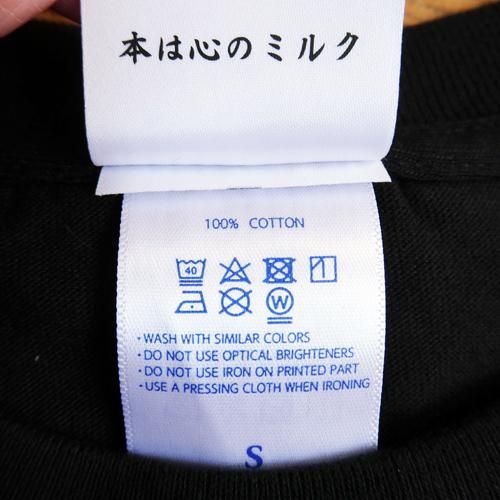 本は心のミルク
100% COTTON
40
W
・WASH WITH SIMILAR COLORS
・DO NOT USE OPTICAL BRIGHTENERS
・DO NOT USE IRON ON PRINTED PART
・USE A PRESSING CLOTH WHEN IRONING
S